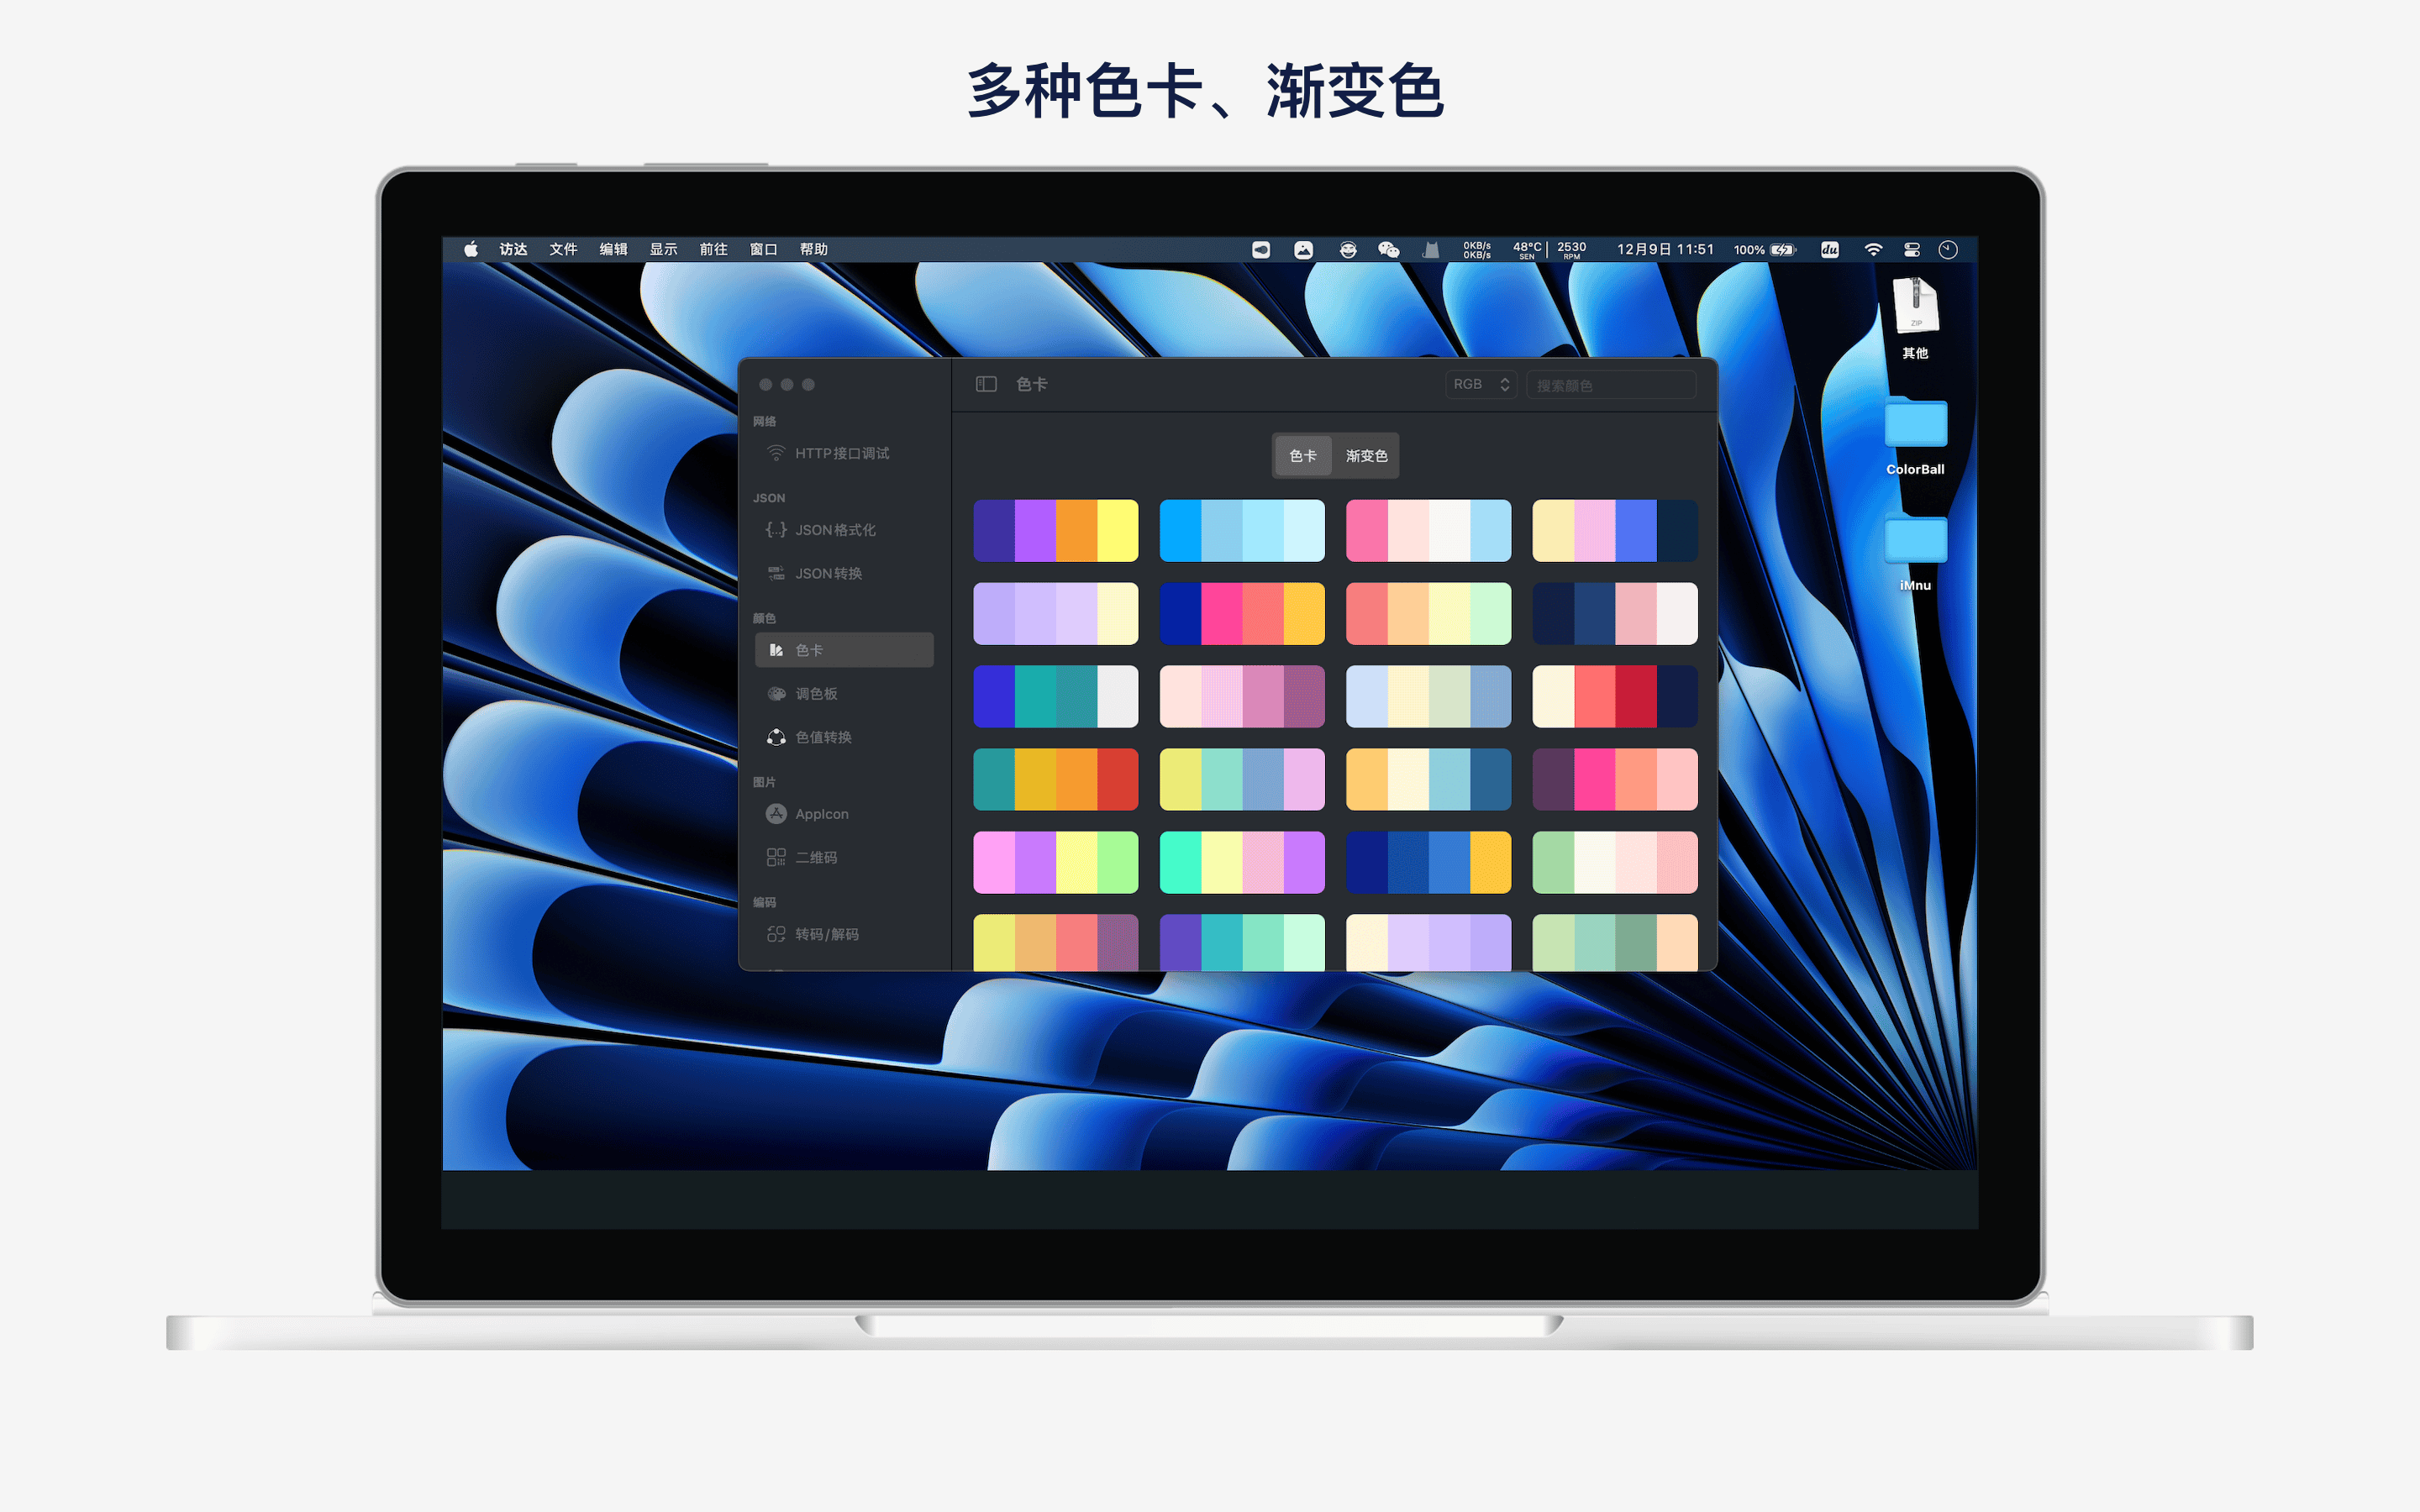 多种色卡、渐变色
访达 文件 编辑 显示 前往 窗口 帮助 0KB/s 0KB/s 48°C SEN 2530 RPM 12月9日 11:51 100% du
ZIP
其他
ColorBall
iMnu
色卡 RGB 搜索颜色
网络
HTTP接口调试
JSON
JSON格式化
JSON转换
颜色
色卡
调色板
色值转换
图片
AppIcon
二维码
编码
转码/解码
色卡 渐变色